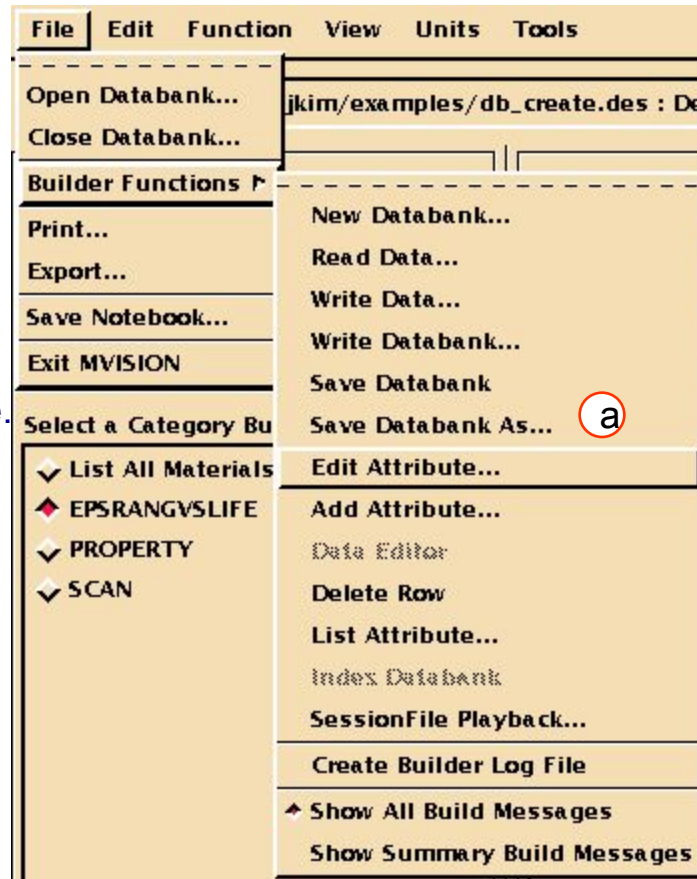 File Edit Function View Units Tools
Open Databank...
jkim/examples/db_create.des : De
Close Databank...
Builder Functions
Print...
Export...
Save Notebook...
Exit MVISION
New Databank...
Read Data...
Write Data...
Write Databank...
Save Databank
Save Databank As...
a
Edit Attribute...
Add Attribute...
Data Editor
Delete Row
List Attribute...
Index Databank
SessionFile Playback...
Create Builder Log File
Show All Build Messages
Show Summary Build Messages
Select a Category Bu
List All Materials
EPSRANGVSLIFE
PROPERTY
SCAN